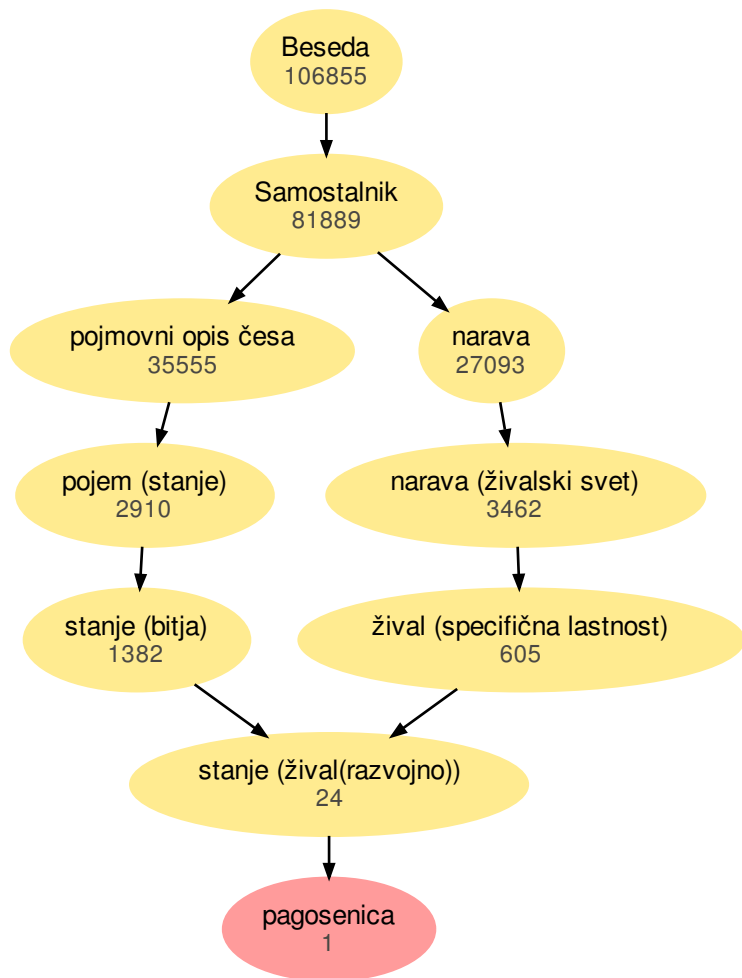 Beseda
106855
Samostalnik
81889
pojmovni opis česa
35555
narava
27093
pojem (stanje)
2910
narava (živalski svet)
3462
stanje (bitja)
1382
žival (specifična lastnost)
605
stanje (žival(razvojno))
24
pagosenica
1